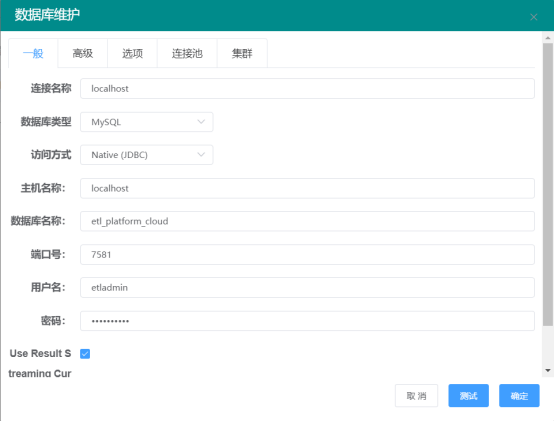 数据库维护
一般 高级 选项 连接池 集群
连接名称 localhost
数据库类型 MySQL
访问方式 Native (JDBC)
主机名称: localhost
数据库名称: etl_platform_cloud
端口号: 7581
用户名: etladmin
密码: ••••••••••
Use Result S
treaming Cur
取 消 测试 确定